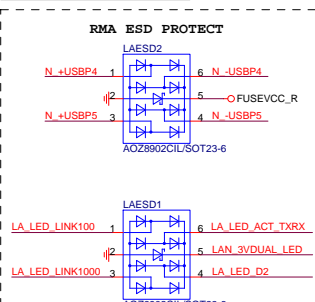 RMA ESD PROTECT
LAESD2
N_+USBP4 1 6 N_-USBP4
2 5 FUSEVCC_R
N_+USBP5 3 4 N_-USBP5
AOZ8902CIL/SOT23-6
LAESD1
LA_LED_LINK100 1 6 LA_LED_ACT_TXRX
2 5 LAN_3VDUAL_LED
LA_LED_LINK1000 3 4 LA_LED_D2